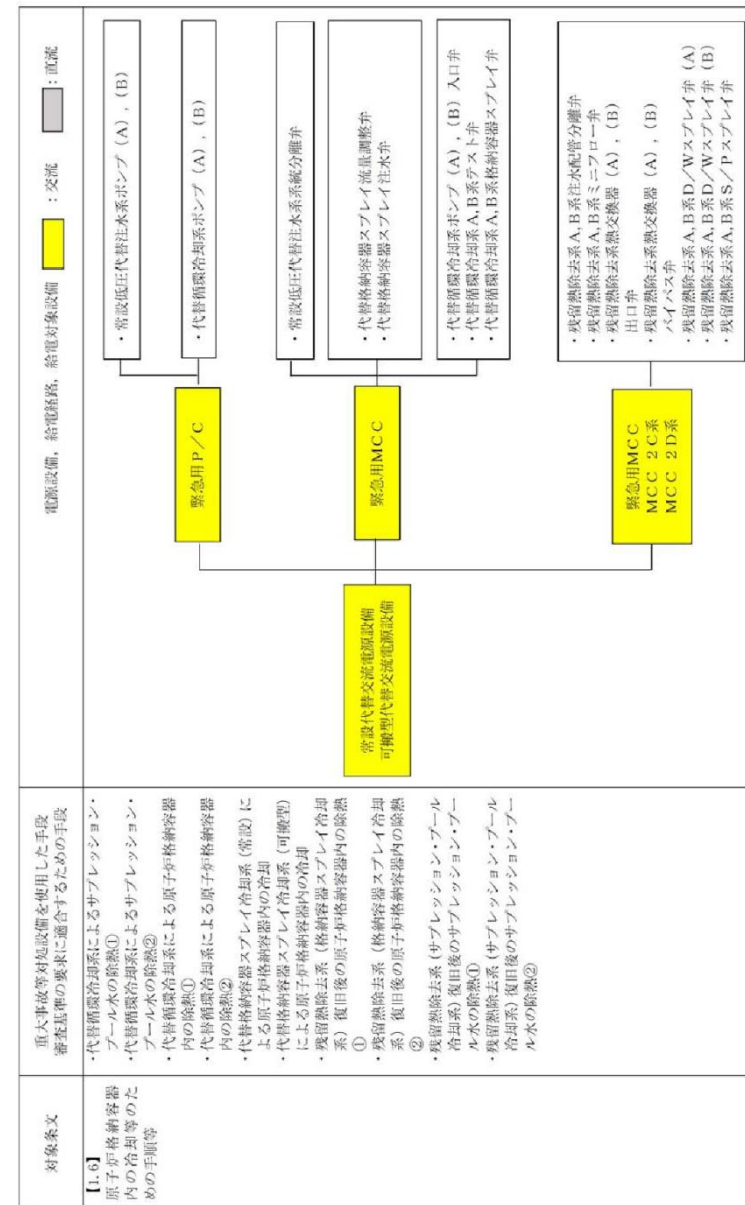 対象条文
重大事故等対処設備を使用した手段
審査基準の要求に適合するための手段
電源設備，給電経路，給電対象設備
：交流
：直流
【1.6】
原子炉格納容器
内の冷却等のた
めの手順等
・代替循環冷却系によるサプレッション・
プール水の除熱①
・代替循環冷却系によるサプレッション・
プール水の除熱②
・代替循環冷却系による原子炉格納容器
内の除熱①
・代替循環冷却系による原子炉格納容器
内の除熱②
・代替格納容器スプレイ冷却系（常設）に
よる原子炉格納容器内の冷却
・代替格納容器スプレイ冷却系（可搬型）
による原子炉格納容器内の冷却
・残留熱除去系（格納容器スプレイ冷却
系）復旧後の原子炉格納容器内の除熱
①
・残留熱除去系（格納容器スプレイ冷却
系）復旧後の原子炉格納容器内の除熱
②
・残留熱除去系（サプレッション・プール
冷却系）復旧後のサプレッション・プー
ル水の除熱①
・残留熱除去系（サプレッション・プール
冷却系）復旧後のサプレッション・プー
ル水の除熱②
常設代替交流電源設備
可搬型代替交流電源設備
緊急用Ｐ／Ｃ
・常設低圧代替注水系ポンプ（A），（B）
・代替循環冷却系ポンプ（A），（B）
緊急用ＭＣＣ
・常設低圧代替注水系系統分離弁
・代替格納容器スプレイ流量調整弁
・代替格納容器スプレイ注水弁
・代替循環冷却系ポンプ（A），（B）入口弁
・代替循環冷却系A,B系テスト弁
・代替循環冷却系A,B系格納容器スプレイ弁
緊急用ＭＣＣ
ＭＣＣ ２Ｃ系
ＭＣＣ ２Ｄ系
・残留熱除去系A,B系注水配管分離弁
・残留熱除去系A,B系ミニフロー弁
・残留熱除去系熱交換器（A），（B）
出口弁
・残留熱除去系熱交換器（A），（B）
バイパス弁
・残留熱除去系A,B系Ｄ／Ｗスプレイ弁（A）
・残留熱除去系A,B系Ｄ／Ｗスプレイ弁（B）
・残留熱除去系A,B系Ｓ／Ｐスプレイ弁